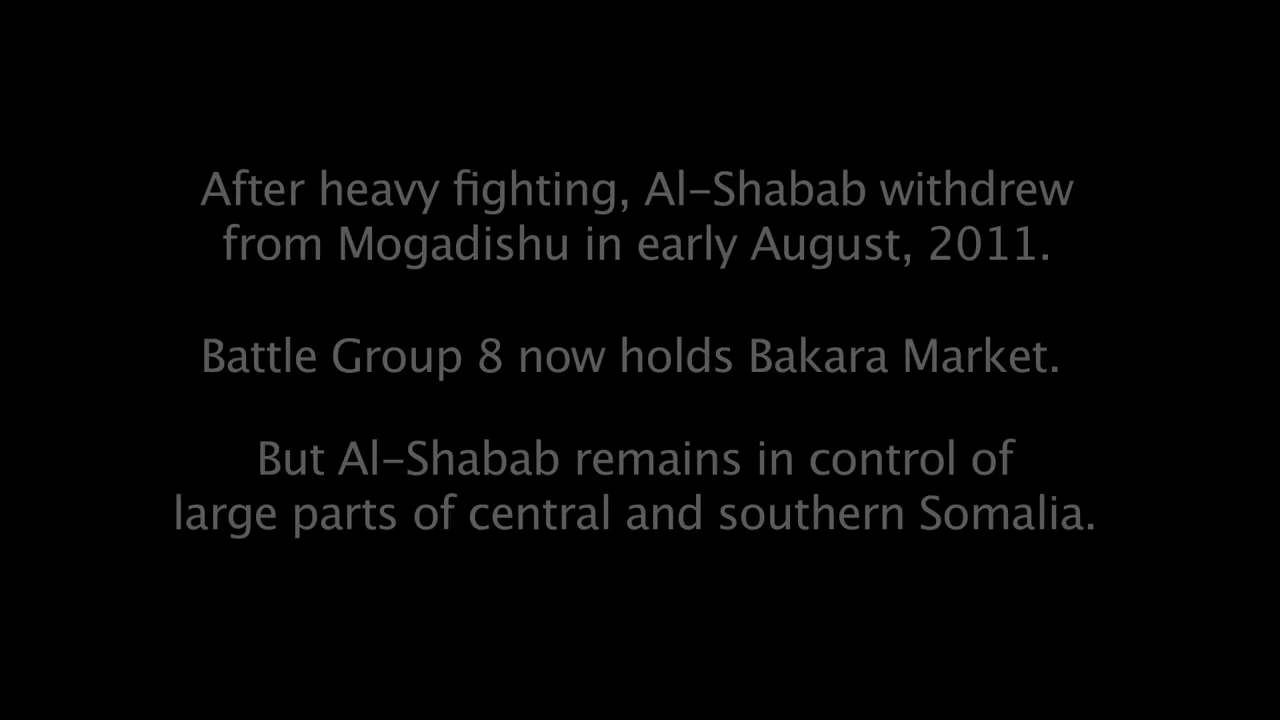 After heavy fighting, Al-Shabab withdrew
from Mogadishu in early August, 2011.
Battle Group 8 now holds Bakara Market.
But Al-Shabab remains in control of
large parts of central and southern Somalia.